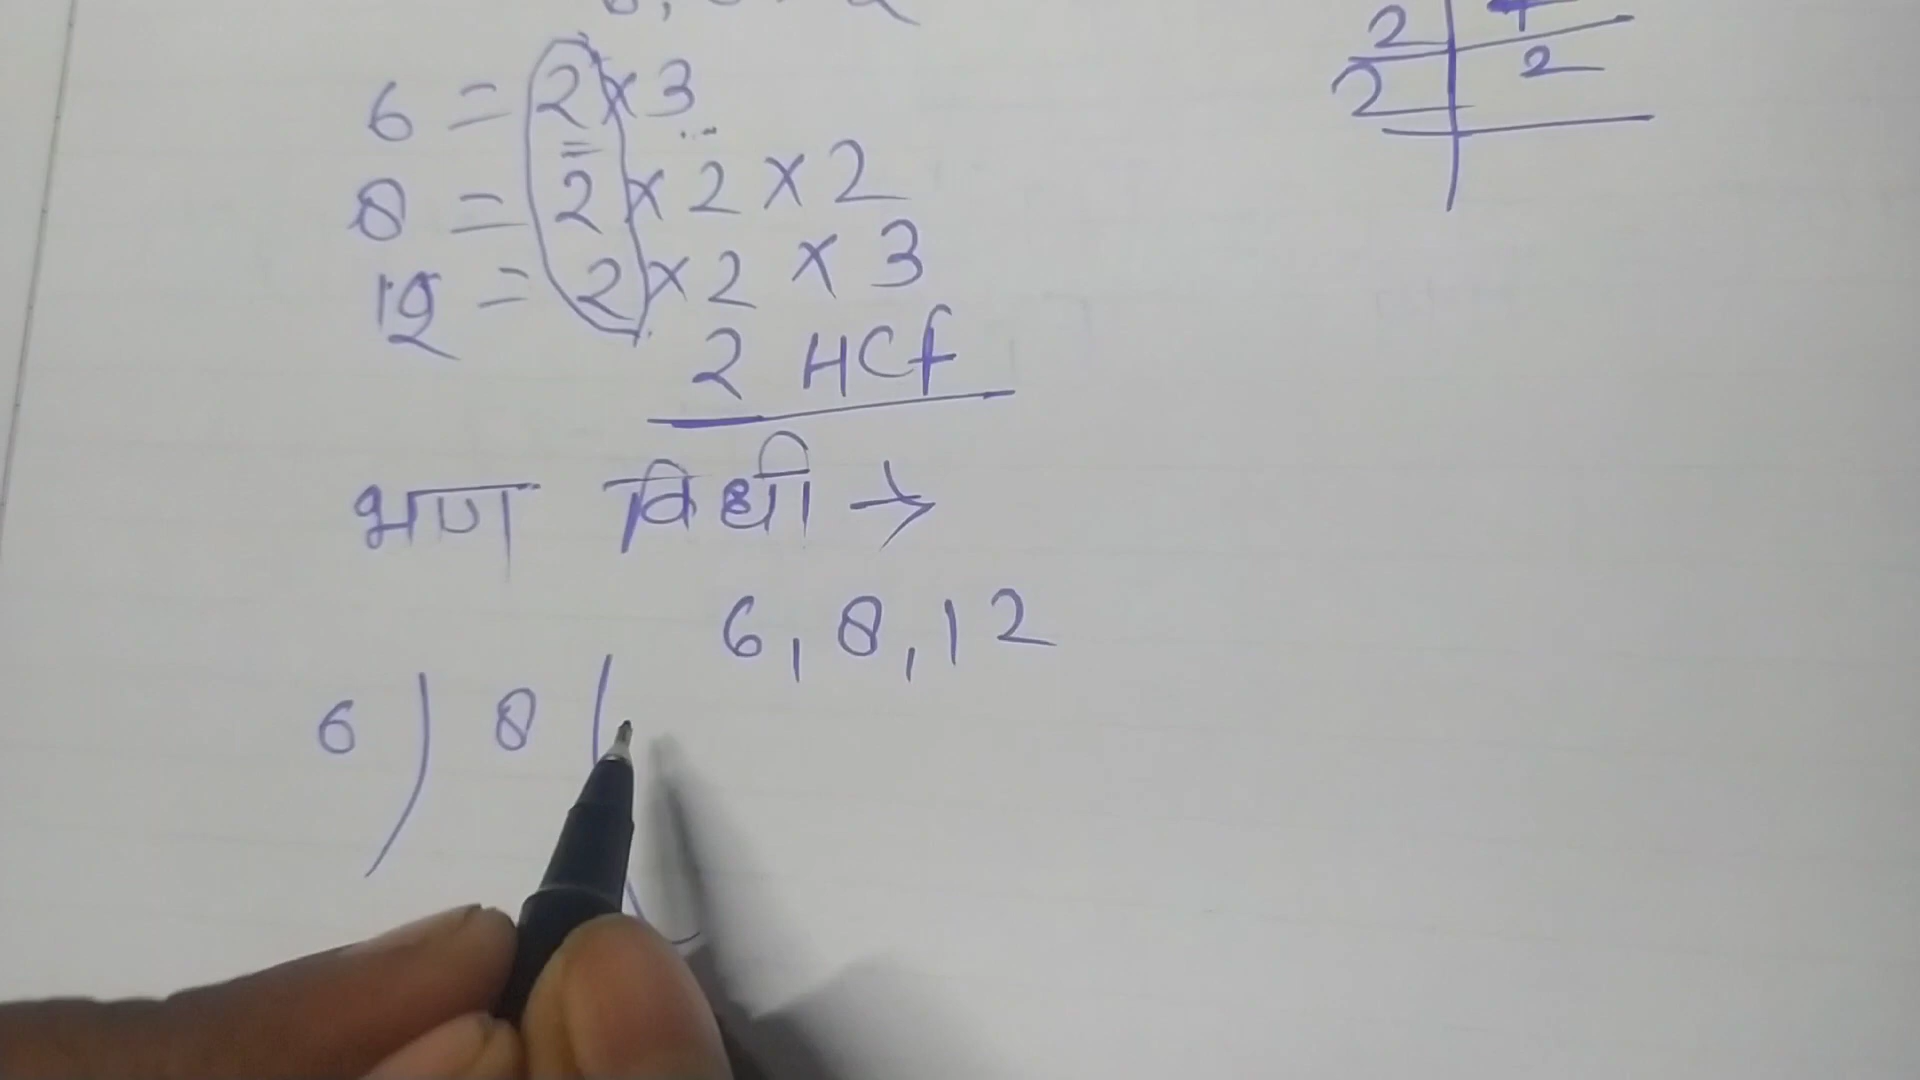 6 = 2 x 3
8 = 2 x 2 x 2
12 = 2 x 2 x 3
2 HCf
भाग विधी →
6, 8, 12
6 ) 8 (
2
2 2